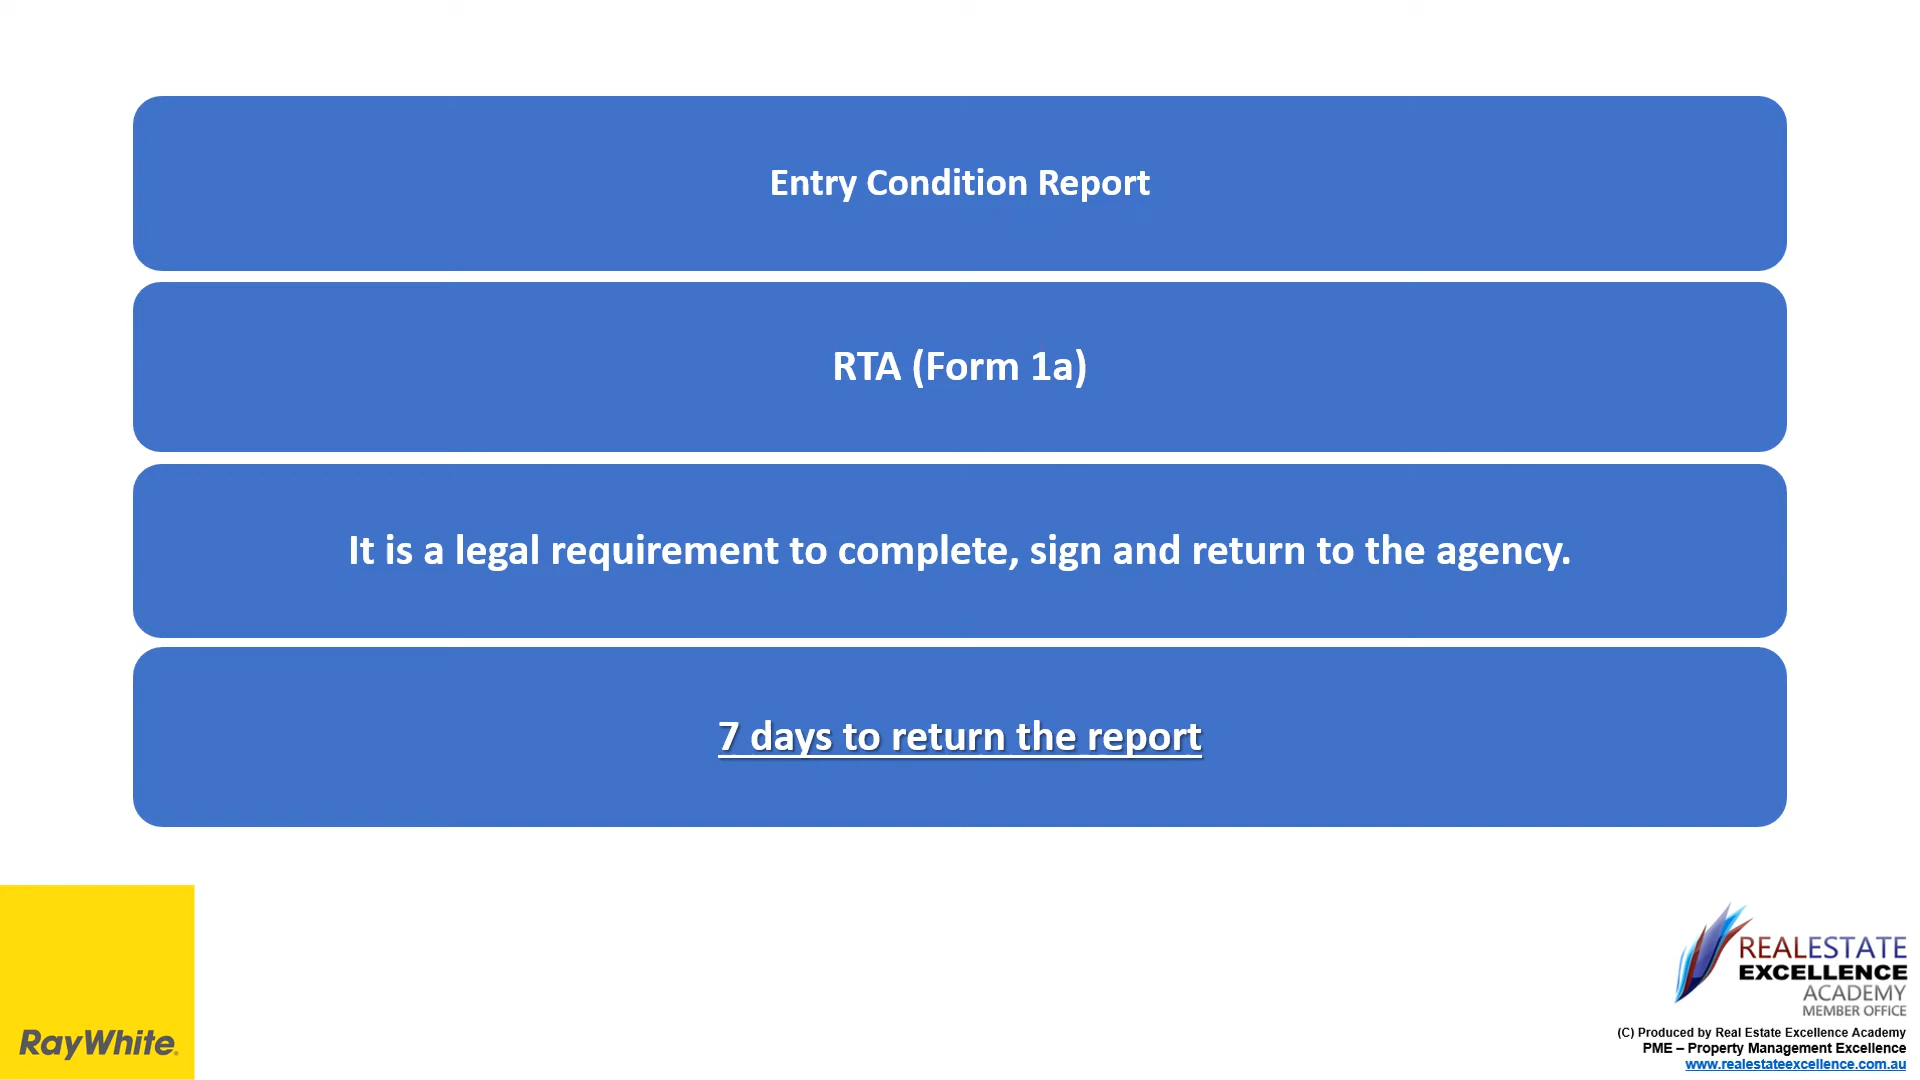 Entry Condition Report
RTA (Form 1a)
It is a legal requirement to complete, sign and return to the agency.
7 days to return the report
RayWhite.
REALESTATE
EXCELLENCE
ACADEMY
MEMBER OFFICE
(C) Produced by Real Estate Excellence Academy
PME – Property Management Excellence
www.realestateexcellence.com.au